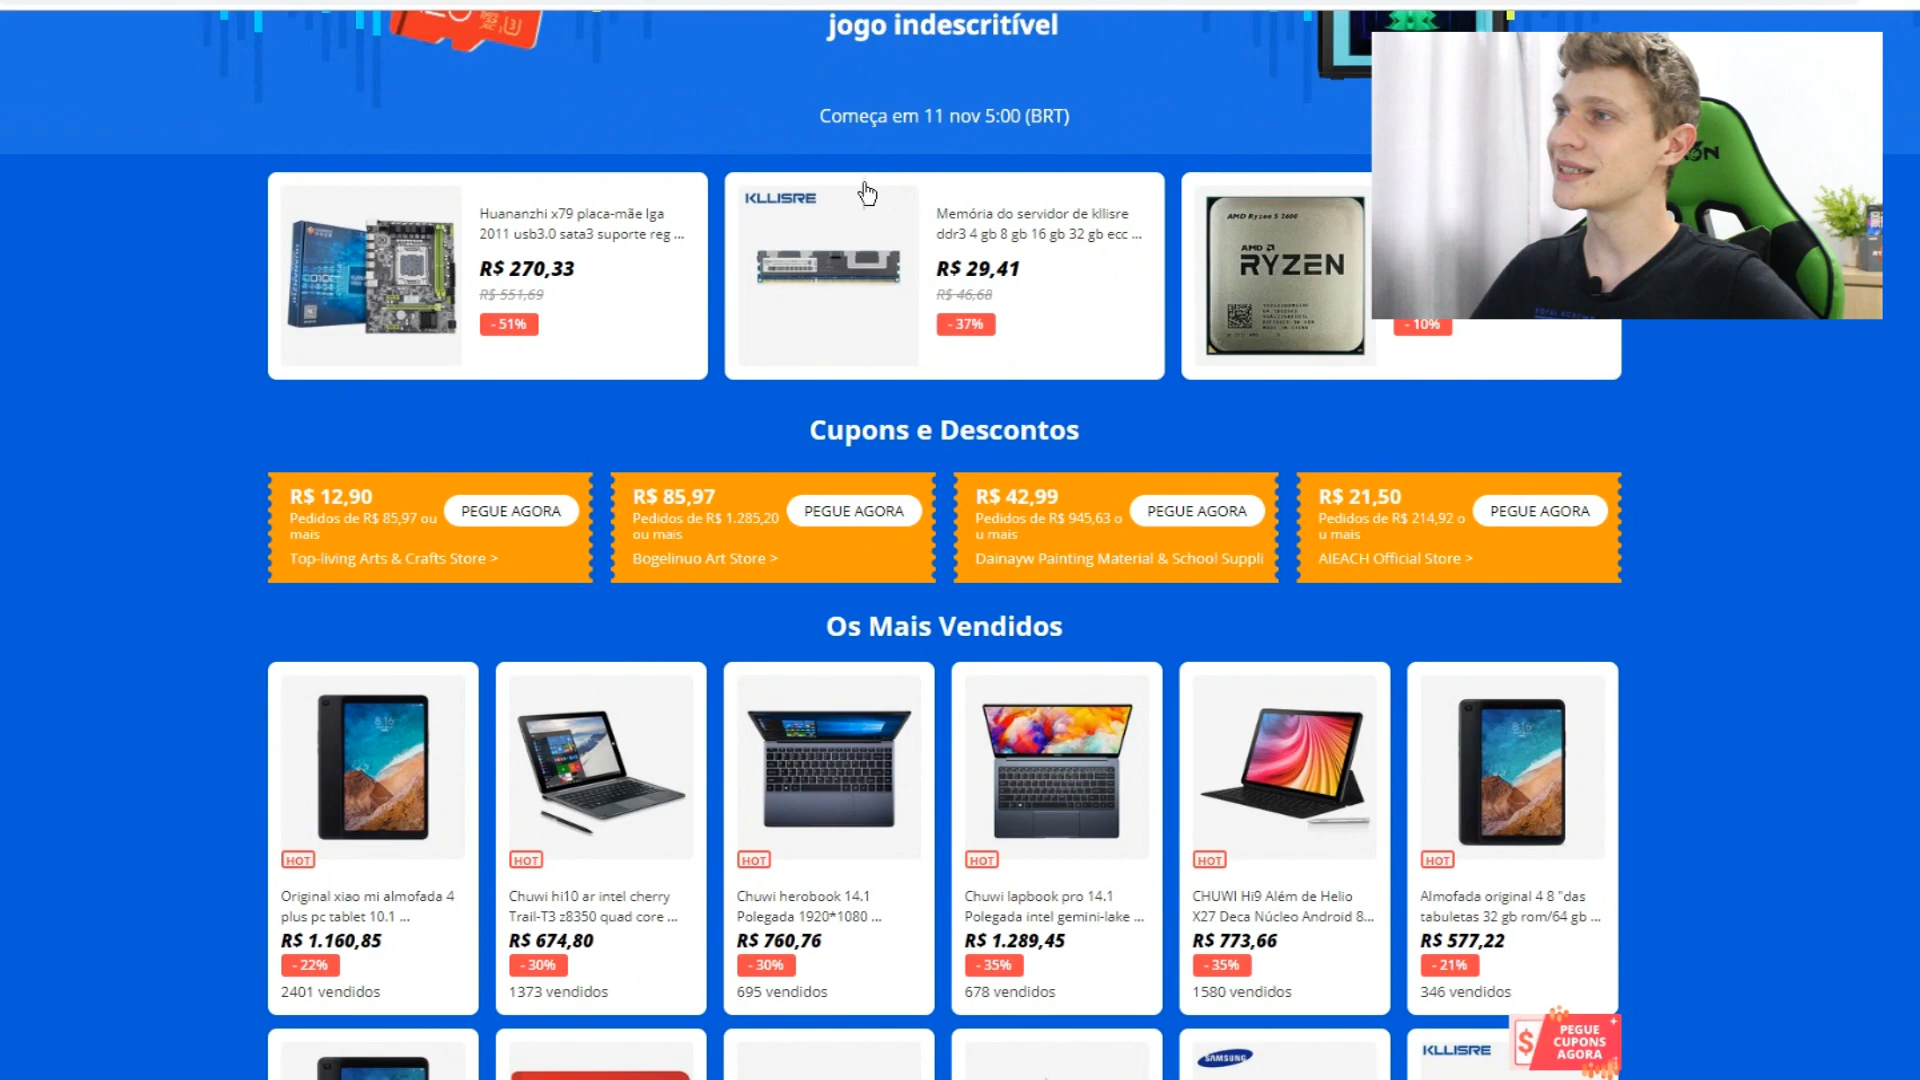 jogo indescritível
Começa em 11 nov 5:00 (BRT)
Huananzhi x79 placa-mãe lga
2011 usb3.0 sata3 suporte reg ...
R$ 270,33
R$ 551,69
- 51%
KLLISRE
Memória do servidor de kllisre
ddr3 4 gb 8 gb 16 gb 32 gb ecc ...
R$ 29,41
R$ 46,68
- 37%
AMD Ryzen 5 2600
AMD
RYZEN
- 10%
Cupons e Descontos
R$ 12,90
Pedidos de R$ 85,97 ou
mais
PEGUE AGORA
Top-living Arts & Crafts Store >
R$ 85,97
Pedidos de R$ 1.285,20
ou mais
PEGUE AGORA
Bogelinuo Art Store >
R$ 42,99
Pedidos de R$ 945,63 o
u mais
PEGUE AGORA
Dainayw Painting Material & School Suppli
R$ 21,50
Pedidos de R$ 214,92 o
u mais
PEGUE AGORA
AIEACH Official Store >
Os Mais Vendidos
HOT
Original xiao mi almofada 4
plus pc tablet 10.1 ...
R$ 1.160,85
- 22%
2401 vendidos
HOT
Chuwi hi10 ar intel cherry
Trail-T3 z8350 quad core ...
R$ 674,80
- 30%
1373 vendidos
HOT
Chuwi herobook 14.1
Polegada 1920*1080 ...
R$ 760,76
- 30%
695 vendidos
HOT
Chuwi lapbook pro 14.1
Polegada intel gemini-lake ...
R$ 1.289,45
- 35%
678 vendidos
HOT
CHUWI Hi9 Além de Helio
X27 Deca Núcleo Android 8...
R$ 773,66
- 35%
1580 vendidos
8:16
HOT
Almofada original 4 8 "das
tabuletas 32 gb rom/64 gb ...
R$ 577,22
- 21%
346 vendidos
SAMSUNG
KLLISRE
$
PEGUE
CUPONS
AGORA